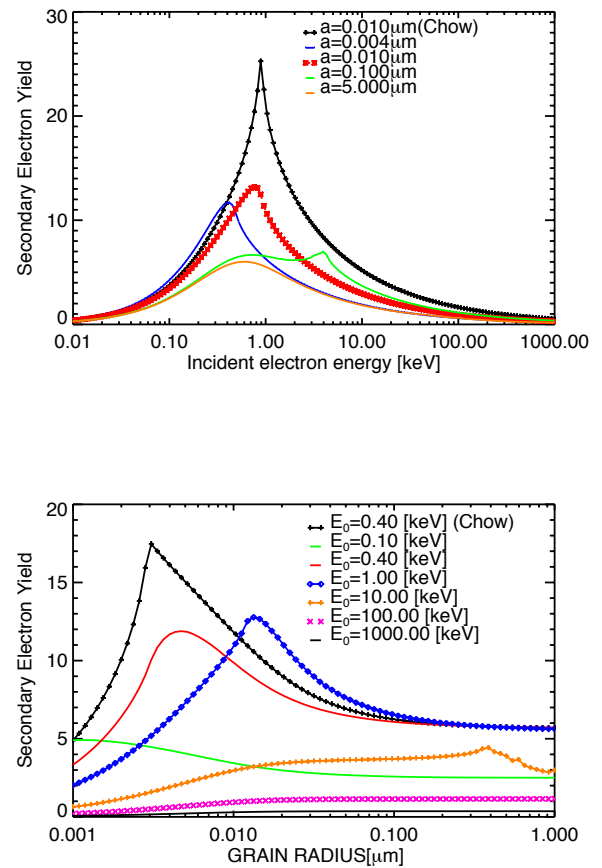 a=0.010μm(Chow)
a=0.004μm
a=0.010μm
a=0.100μm
a=5.000μm
30
20
10
0
Secondary Electron Yield
0.01 0.10 1.00 10.00 100.00 1000.00
Incident electron energy [keV]
E₀=0.40 [keV] (Chow)
E₀=0.10 [keV]
E₀=0.40 [keV]
E₀=1.00 [keV]
E₀=10.00 [keV]
E₀=100.00 [keV]
E₀=1000.00 [keV]
20
15
10
5
0
Secondary Electron Yield
0.001 0.010 0.100 1.000
GRAIN RADIUS[μm]